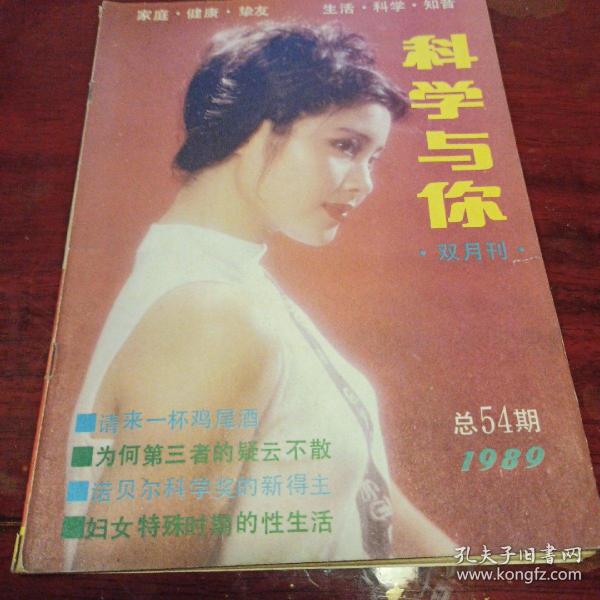 家庭·健康·挚友 生活·科学·知音
科学与你
·双月刊·
总54期
1989
请来一杯鸡尾酒
为何第三者的疑云不散
诺贝尔科学奖的新得主
妇女特殊时期的性生活
孔夫子旧书网
www.kongfz.com